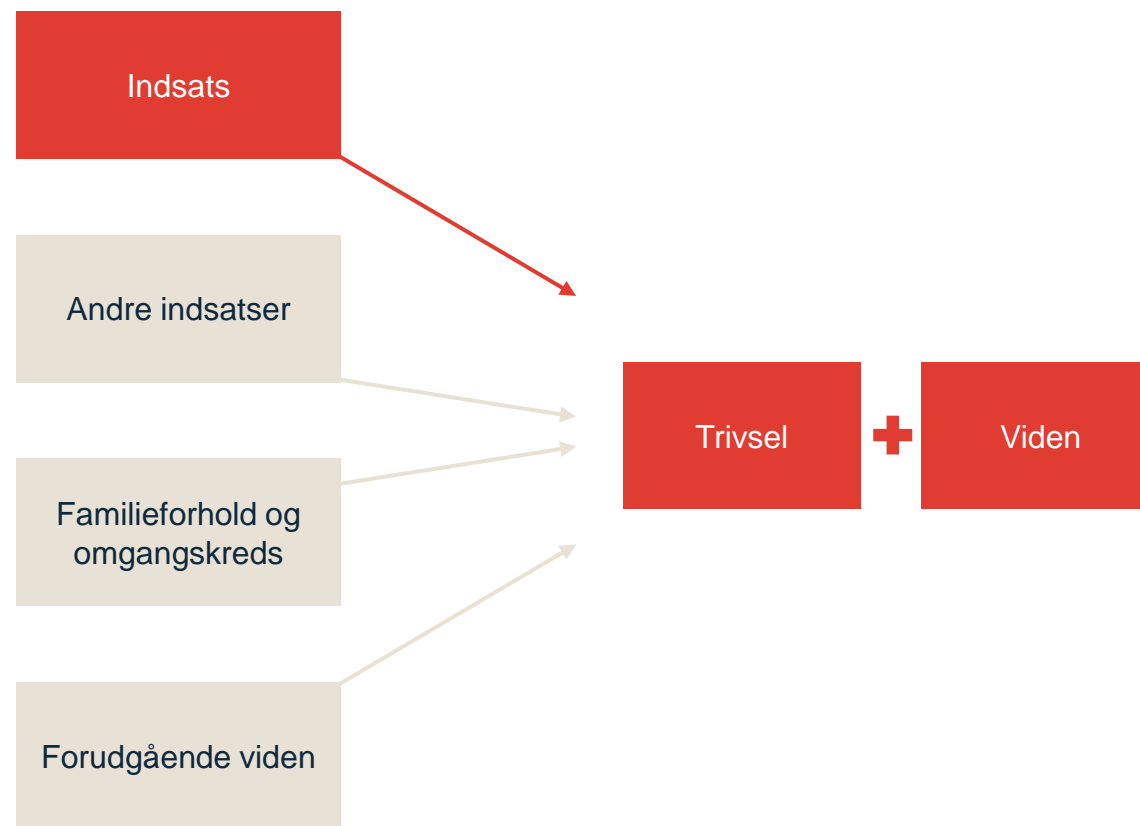 Indsats
Andre indsatser
Familieforhold og
omgangskreds
Forudgående viden
Trivsel
Viden